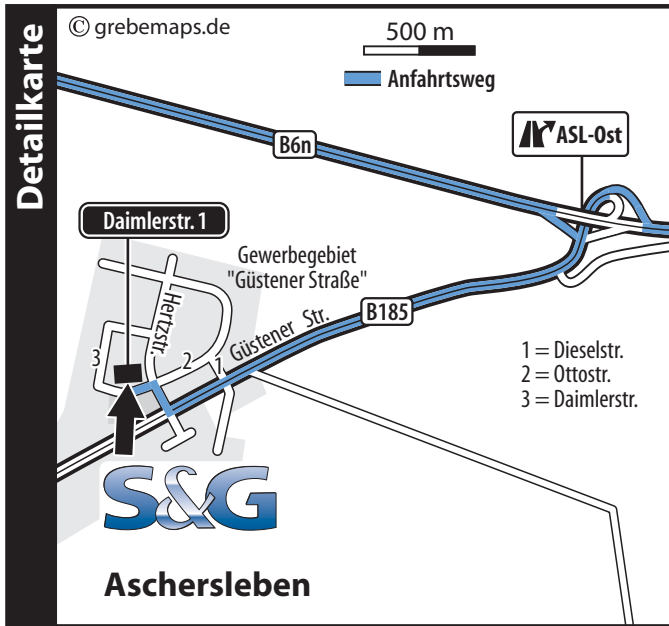 Detailkarte
© grebemaps.de
500 m
Anfahrtsweg
B6n
ASL-Ost
Daimlerstr. 1
Gewerbegebiet
"Güstener Straße"
B185
Hertzstr.
Güstener Str.
3
2
1
1 = Dieselstr.
2 = Ottostr.
3 = Daimlerstr.
S&G
Aschersleben